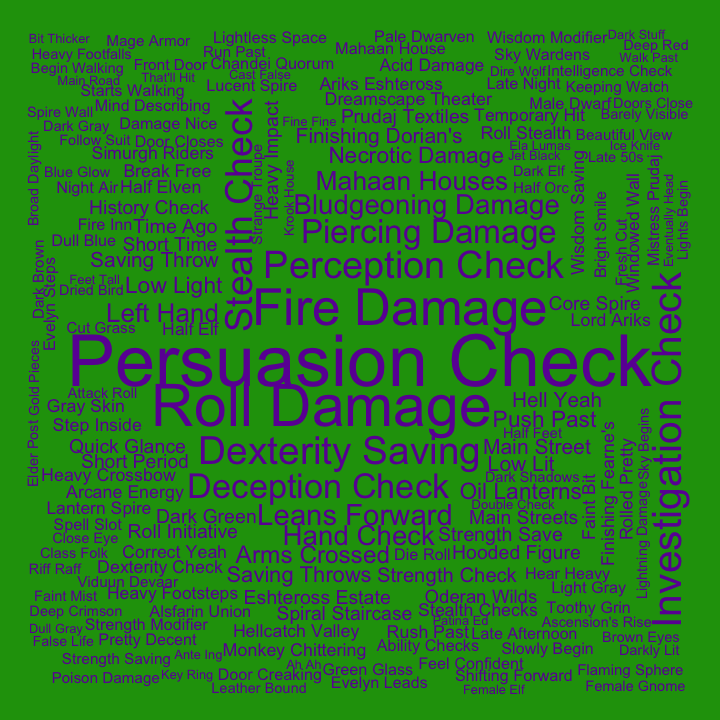 Bit Thicker
Mage Armor
Lightless Space
Pale Dwarven
Wisdom Modifier
Dark Stuff
Heavy Footfalls
Run Past
Mahaan House
Sky Wardens
Deep Red
Begin Walking
Front Door
Chandei Quorum
Acid Damage
Walk Past
Main Road
That'll Hit
Cast False
Dire Wolf
Intelligence Check
Starts Walking
Lucent Spire
Ariks Eshteross
Late Night
Keeping Watch
Mind Describing
Dreamscape Theater
Male Dwarf
Doors Close
Spire Wall
Damage Nice
Fine Fine
Prudaj Textiles
Temporary Hit
Barely Visible
Dark Gray
Follow Suit
Door Closes
Finishing Dorian's
Roll Stealth
Beautiful View
Simurgh Riders
Necrotic Damage
Ela Lumas
Ice Knife
Jet Black
Late 50s
Broad Daylight
Blue Glow
Break Free
Stealth Check
Strange Troupe
Heavy Impact
Krook House
Dark Elf
Night Air
Half Elven
Mahaan Houses
Half Orc
Wisdom Saving
Bright Smile
Fresh Cut
Windowed Wall
Mistress Prudaj
Eventually Head
Lights Begin
History Check
Bludgeoning Damage
Fire Inn
Time Ago
Piercing Damage
Dull Blue
Short Time
Saving Throw
Perception Check
Dark Brown
Evelyn Steps
Feet Tall
Dried Bird
Low Light
Left Hand
Fire Damage
Core Spire
Cut Grass
Half Elf
Lord Ariks
Persuasion Check
Investigation Check
Elder Post
Gold Pieces
Attack Roll
Roll Damage
Hell Yeah
Gray Skin
Push Past
Step Inside
Half Feet
Quick Glance
Dexterity Saving
Main Street
Short Period
Low Lit
Heavy Crossbow
Deception Check
Dark Shadows
Arcane Energy
Oil Lanterns
Faint Bit
Finishing Fearne's
Rolled Pretty
Lightning Damage
Sky Begins
Lantern Spire
Dark Green
Leans Forward
Double Check
Spell Slot
Roll Initiative
Hand Check
Main Streets
Close Eye
Strength Save
Class Folk
Correct Yeah
Arms Crossed
Die Roll
Hooded Figure
Riff Raff
Dexterity Check
Saving Throws
Strength Check
Hear Heavy
Viduun Devaar
Light Gray
Faint Mist
Heavy Footsteps
Eshteross Estate
Oderan Wilds
Toothy Grin
Deep Crimson
Alsfarin Union
Spiral Staircase
Stealth Checks
Ascension's Rise
Dull Gray
Strength Modifier
Patina Ed
False Life
Pretty Decent
Hellcatch Valley
Rush Past
Late Afternoon
Brown Eyes
Monkey Chittering
Ability Checks
Slowly Begin
Darkly Lit
Strength Saving
Ante Ing
Ah Ah
Feel Confident
Poison Damage
Key Ring
Door Creaking
Green Glass
Shifting Forward
Flaming Sphere
Leather Bound
Evelyn Leads
Female Elf
Female Gnome